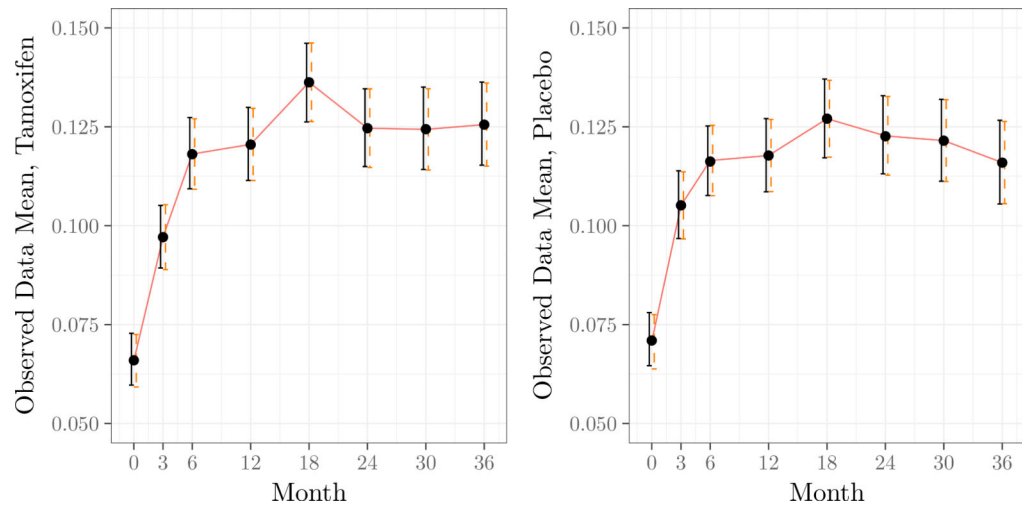 Observed Data Mean, Tamoxifen
0.150
0.125
0.100
0.075
0.050
0 3 6 12 18 24 30 36
Month
Observed Data Mean, Placebo
0.150
0.125
0.100
0.075
0.050
0 3 6 12 18 24 30 36
Month